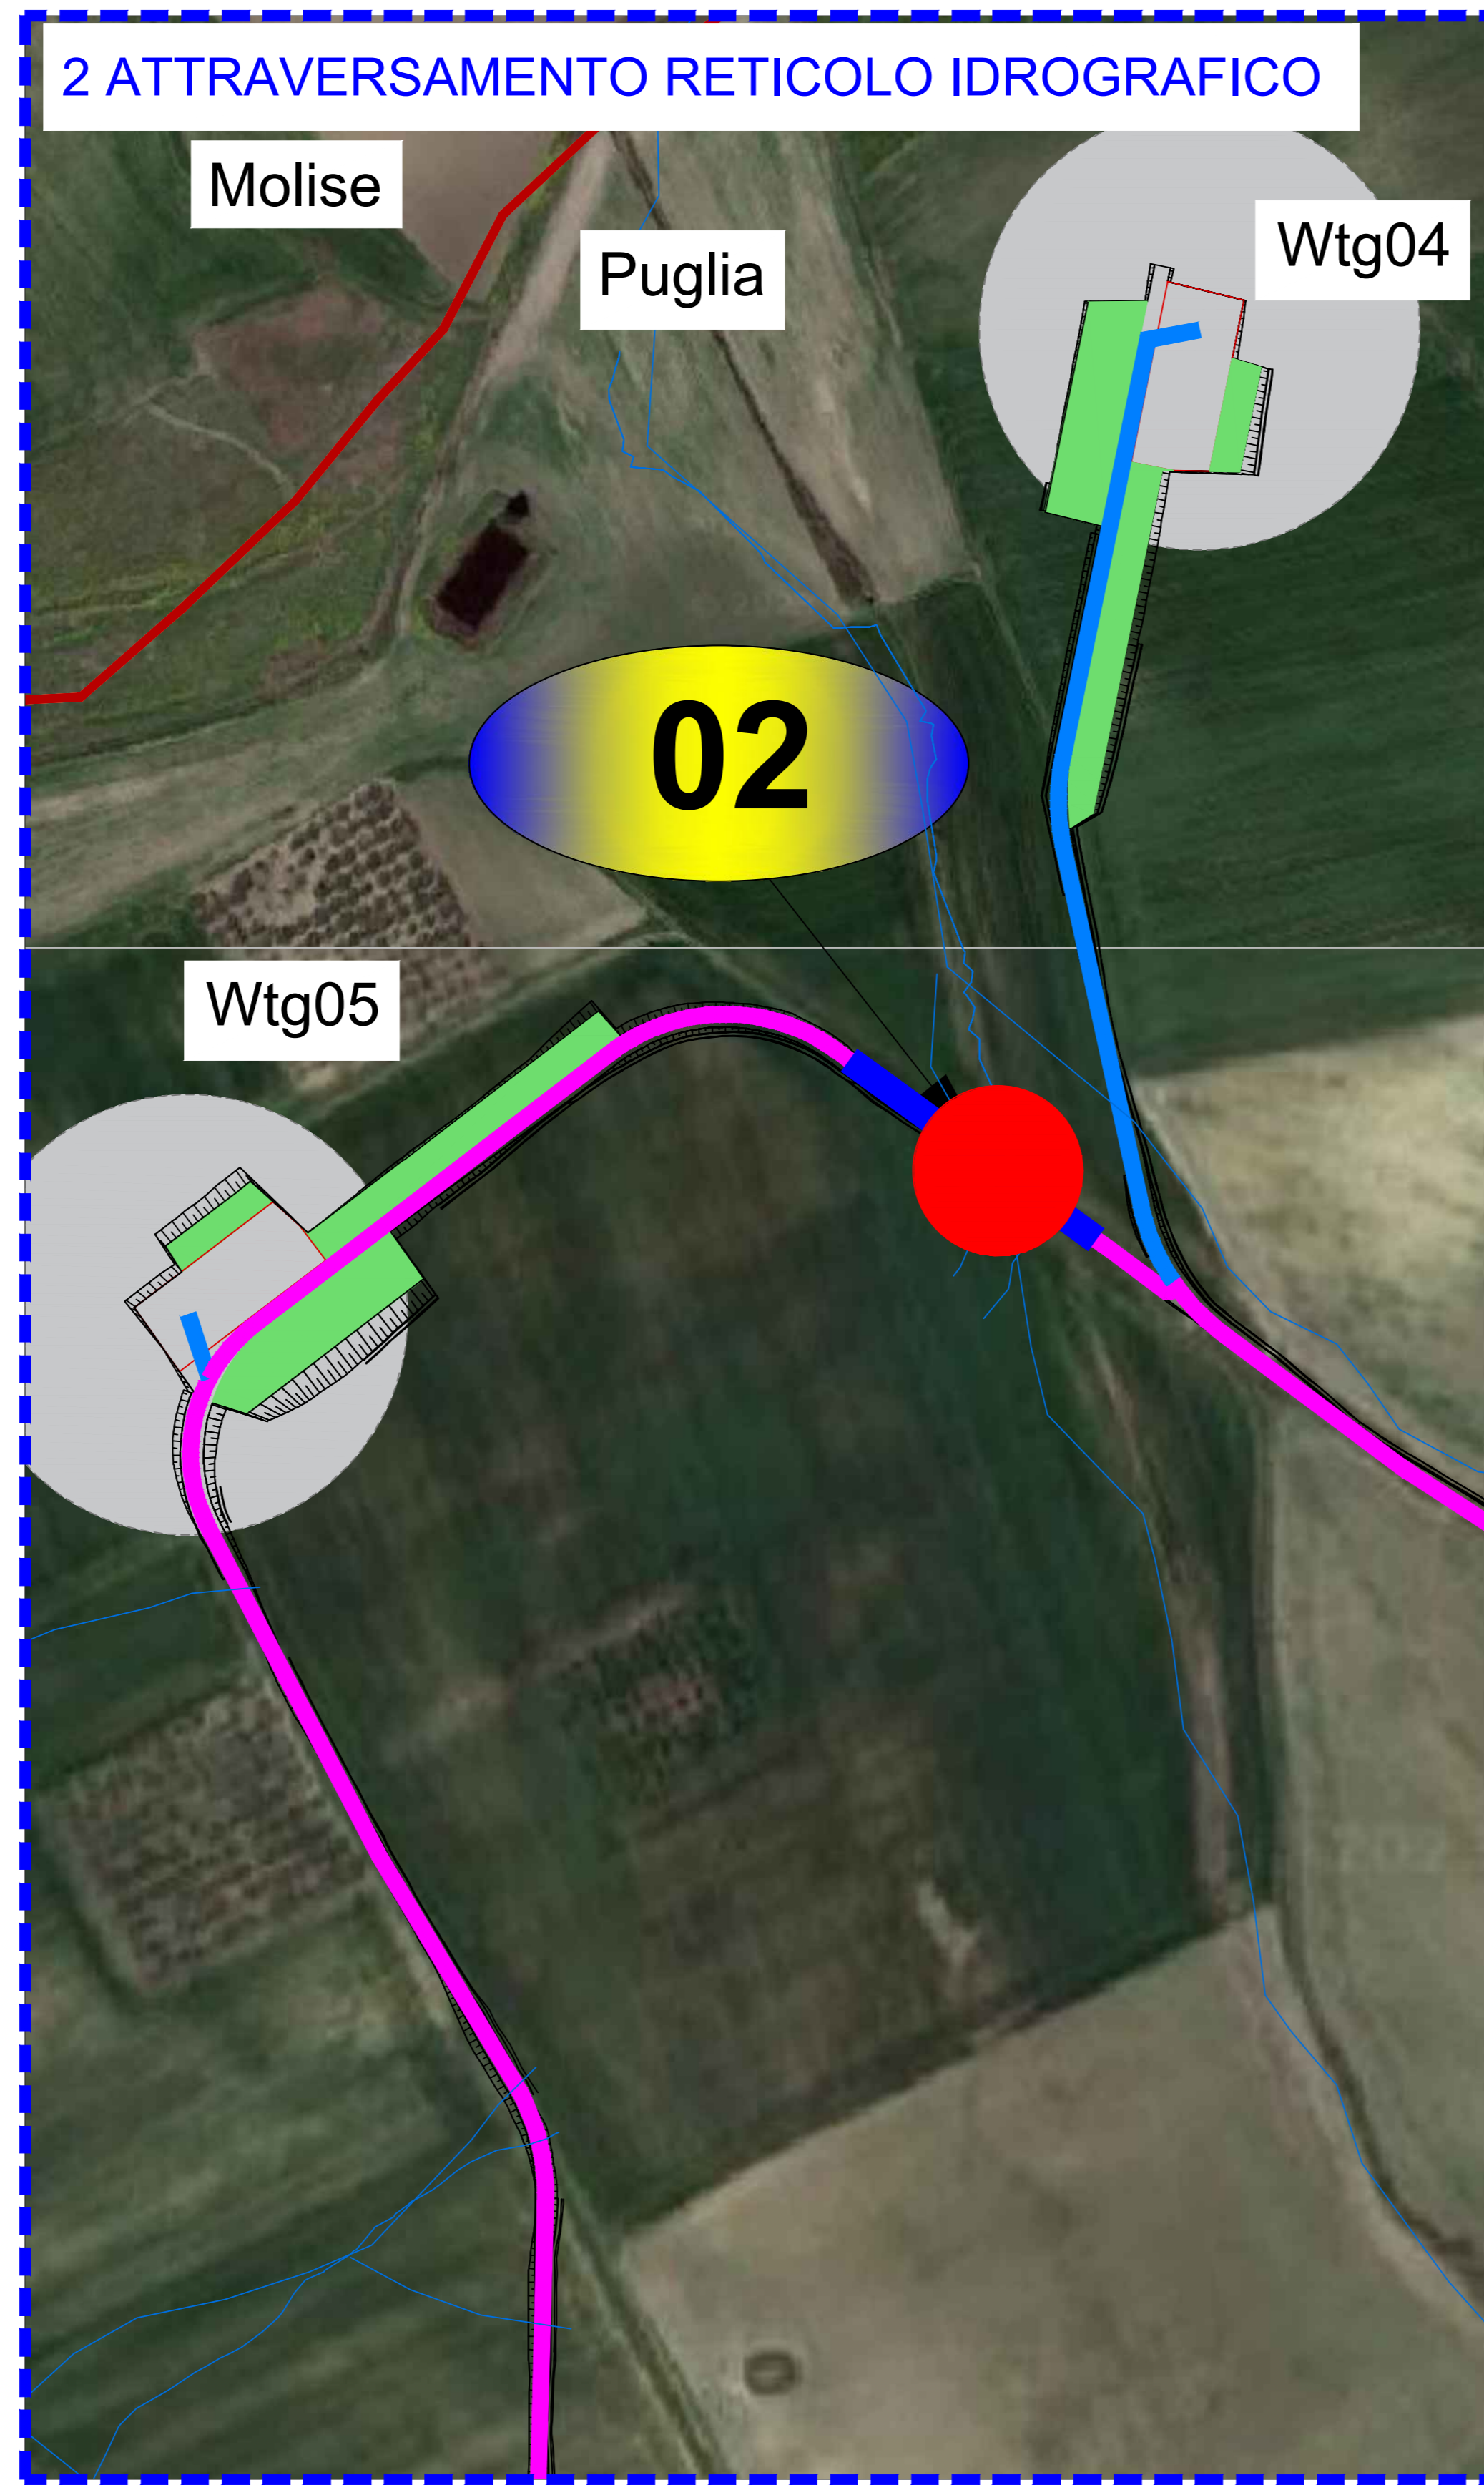 2 ATTRAVERSAMENTO RETICOLO IDROGRAFICO
Molise
Puglia
Wtg04
02
Wtg05